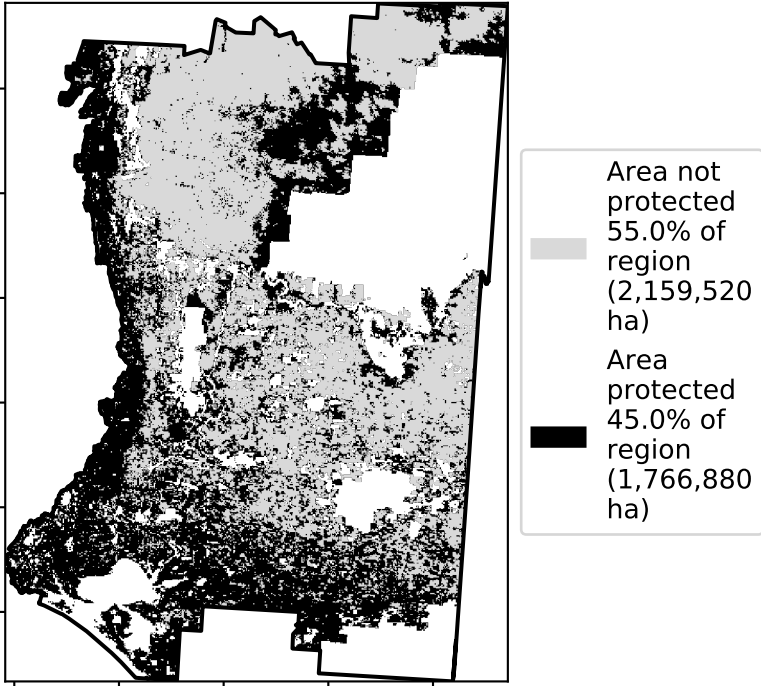 Area not
protected
55.0% of
region
(2,159,520
ha)
Area
protected
45.0% of
region
(1,766,880
ha)